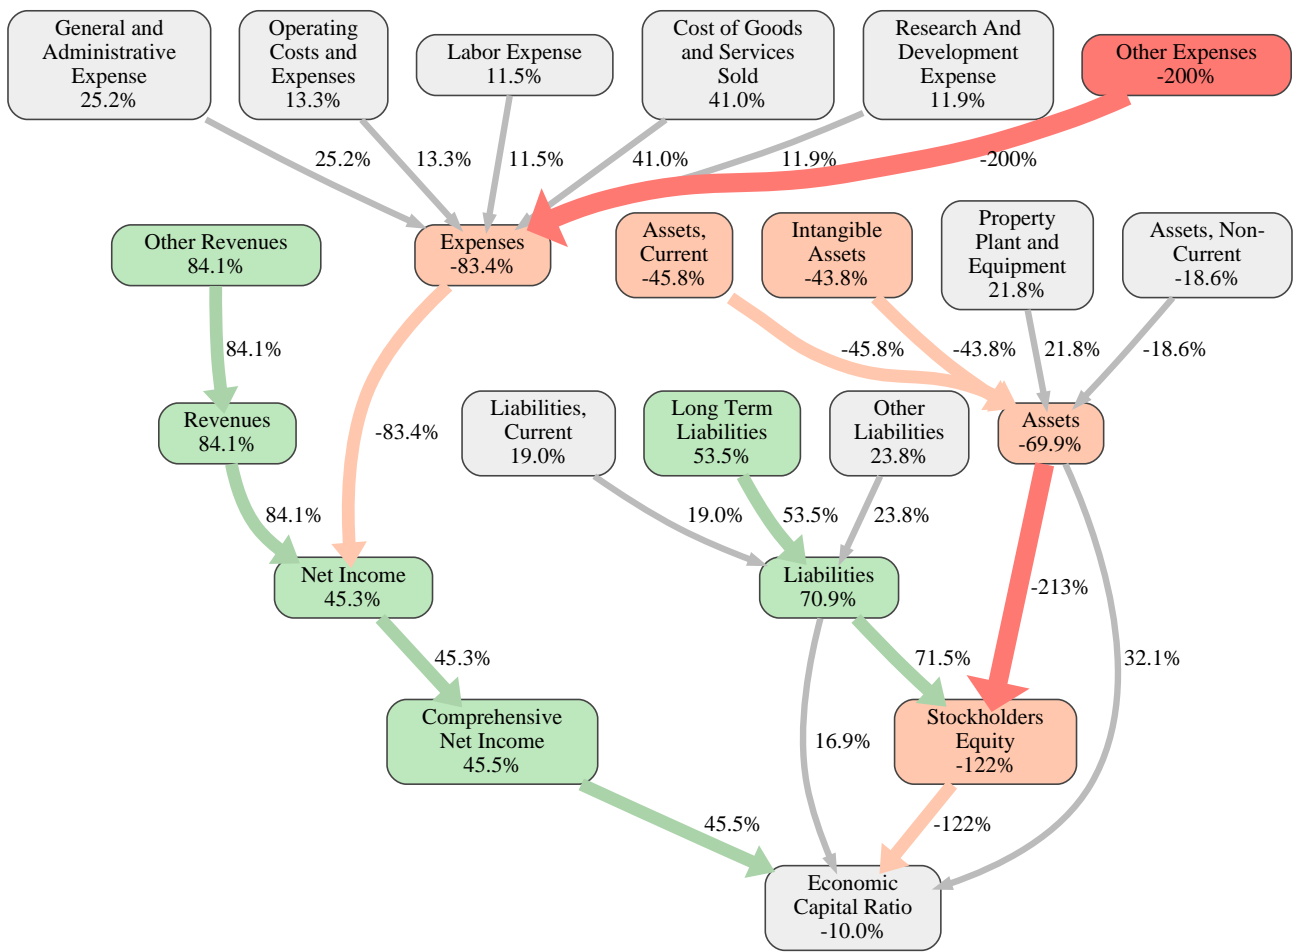 General and
Administrative
Expense
25.2%
Operating
Costs and
Expenses
13.3%
Labor Expense
11.5%
Cost of Goods
and Services
Sold
41.0%
Research And
Development
Expense
11.9%
Other Expenses
-200%
25.2%
13.3%
11.5%
41.0%
11.9%
-200%
Other Revenues
84.1%
Expenses
-83.4%
Assets,
Current
-45.8%
Intangible
Assets
-43.8%
Property
Plant and
Equipment
21.8%
Assets, Non-
Current
-18.6%
84.1%
-45.8%
-43.8%
21.8%
-18.6%
Revenues
84.1%
-83.4%
Liabilities,
Current
19.0%
Long Term
Liabilities
53.5%
Other
Liabilities
23.8%
Assets
-69.9%
84.1%
19.0%
53.5%
23.8%
Net Income
45.3%
Liabilities
70.9%
-213%
45.3%
71.5%
32.1%
Comprehensive
Net Income
45.5%
16.9%
Stockholders
Equity
-122%
45.5%
-122%
Economic
Capital Ratio
-10.0%